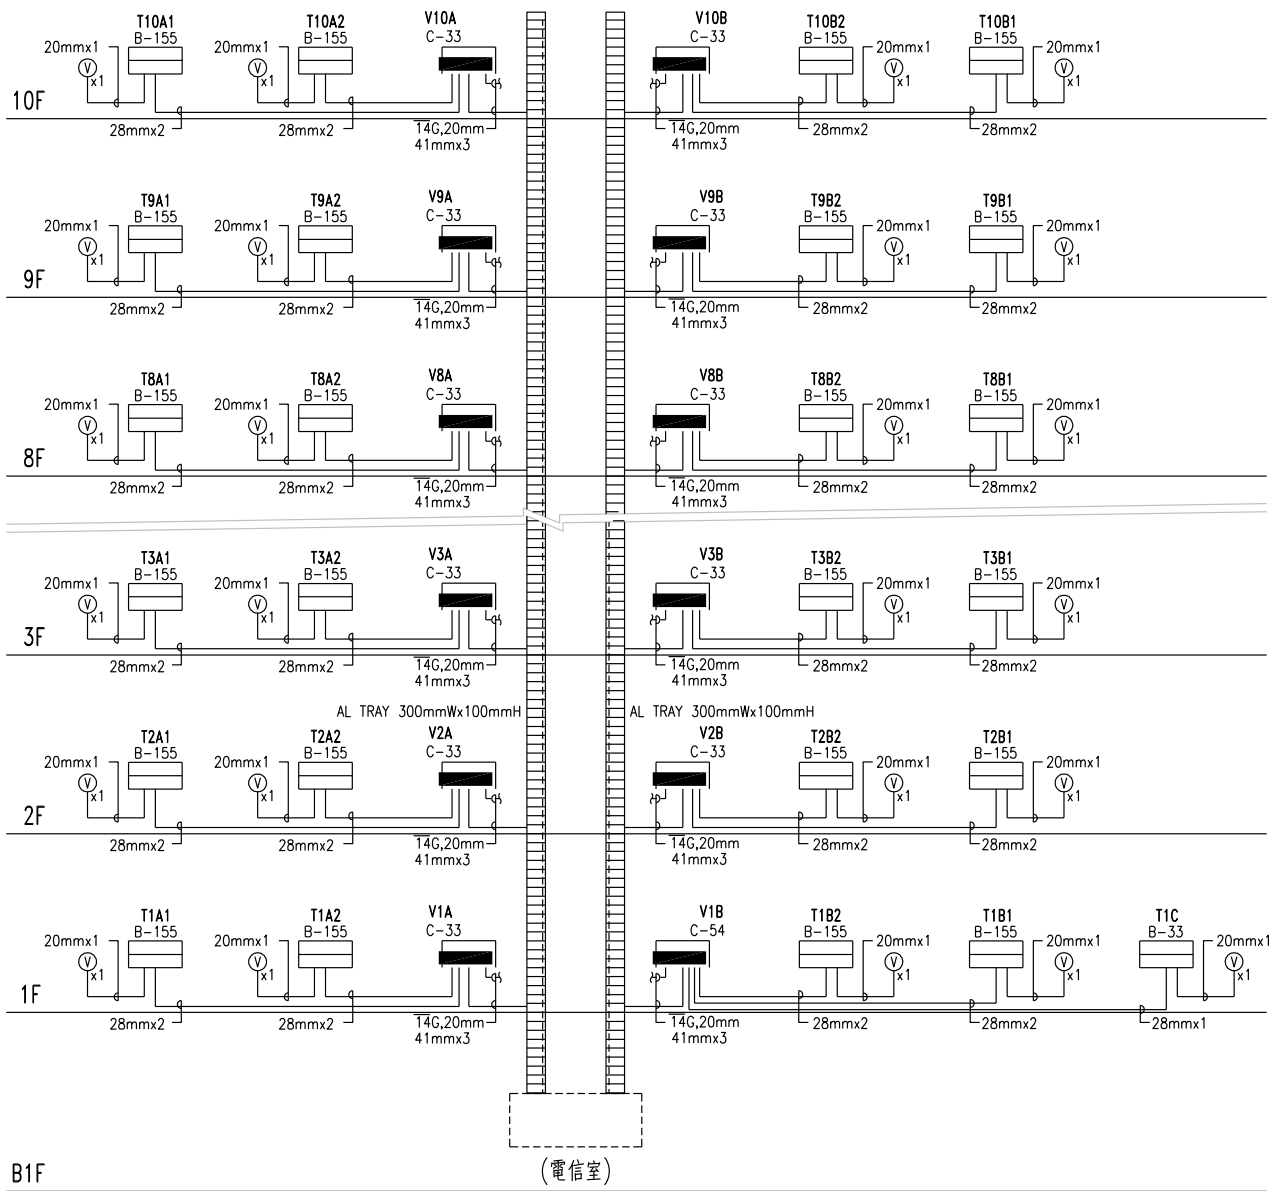 T10A1 T10A2 V10A V10B T10B2 T10B1
B-155 B-155 C-33 C-33 B-155 B-155
20mmx1 20mmx1 20mmx1 20mmx1
V V V V
x1 x1 x1 x1
10F
28mmx2 28mmx2 14G,20mm 14G,20mm 28mmx2 28mmx2
41mmx3 41mmx3
T9A1 T9A2 V9A V9B T9B2 T9B1
B-155 B-155 C-33 C-33 B-155 B-155
20mmx1 20mmx1 20mmx1 20mmx1
V V V V
x1 x1 x1 x1
9F
28mmx2 28mmx2 14G,20mm 14G,20mm 28mmx2 28mmx2
41mmx3 41mmx3
T8A1 T8A2 V8A V8B T8B2 T8B1
B-155 B-155 C-33 C-33 B-155 B-155
20mmx1 20mmx1 20mmx1 20mmx1
V V V V
x1 x1 x1 x1
8F
28mmx2 28mmx2 14G,20mm 14G,20mm 28mmx2 28mmx2
41mmx3 41mmx3
T3A1 T3A2 V3A V3B T3B2 T3B1
B-155 B-155 C-33 C-33 B-155 B-155
20mmx1 20mmx1 20mmx1 20mmx1
V V V V
x1 x1 x1 x1
3F
28mmx2 28mmx2 14G,20mm 14G,20mm 28mmx2 28mmx2
41mmx3 41mmx3
AL TRAY 300mmWx100mmH AL TRAY 300mmWx100mmH
T2A1 T2A2 V2A V2B T2B2 T2B1
B-155 B-155 C-33 C-33 B-155 B-155
20mmx1 20mmx1 20mmx1 20mmx1
V V V V
x1 x1 x1 x1
2F
28mmx2 28mmx2 14G,20mm 14G,20mm 28mmx2 28mmx2
41mmx3 41mmx3
T1A1 T1A2 V1A V1B T1B2 T1B1 T1C
B-155 B-155 C-33 C-54 B-155 B-155 B-33
20mmx1 20mmx1 20mmx1 20mmx1 20mmx1
V V V V V
x1 x1 x1 x1 x1
1F
28mmx2 28mmx2 14G,20mm 14G,20mm 28mmx2 28mmx2 28mmx1
41mmx3 41mmx3
B1F (電信室)